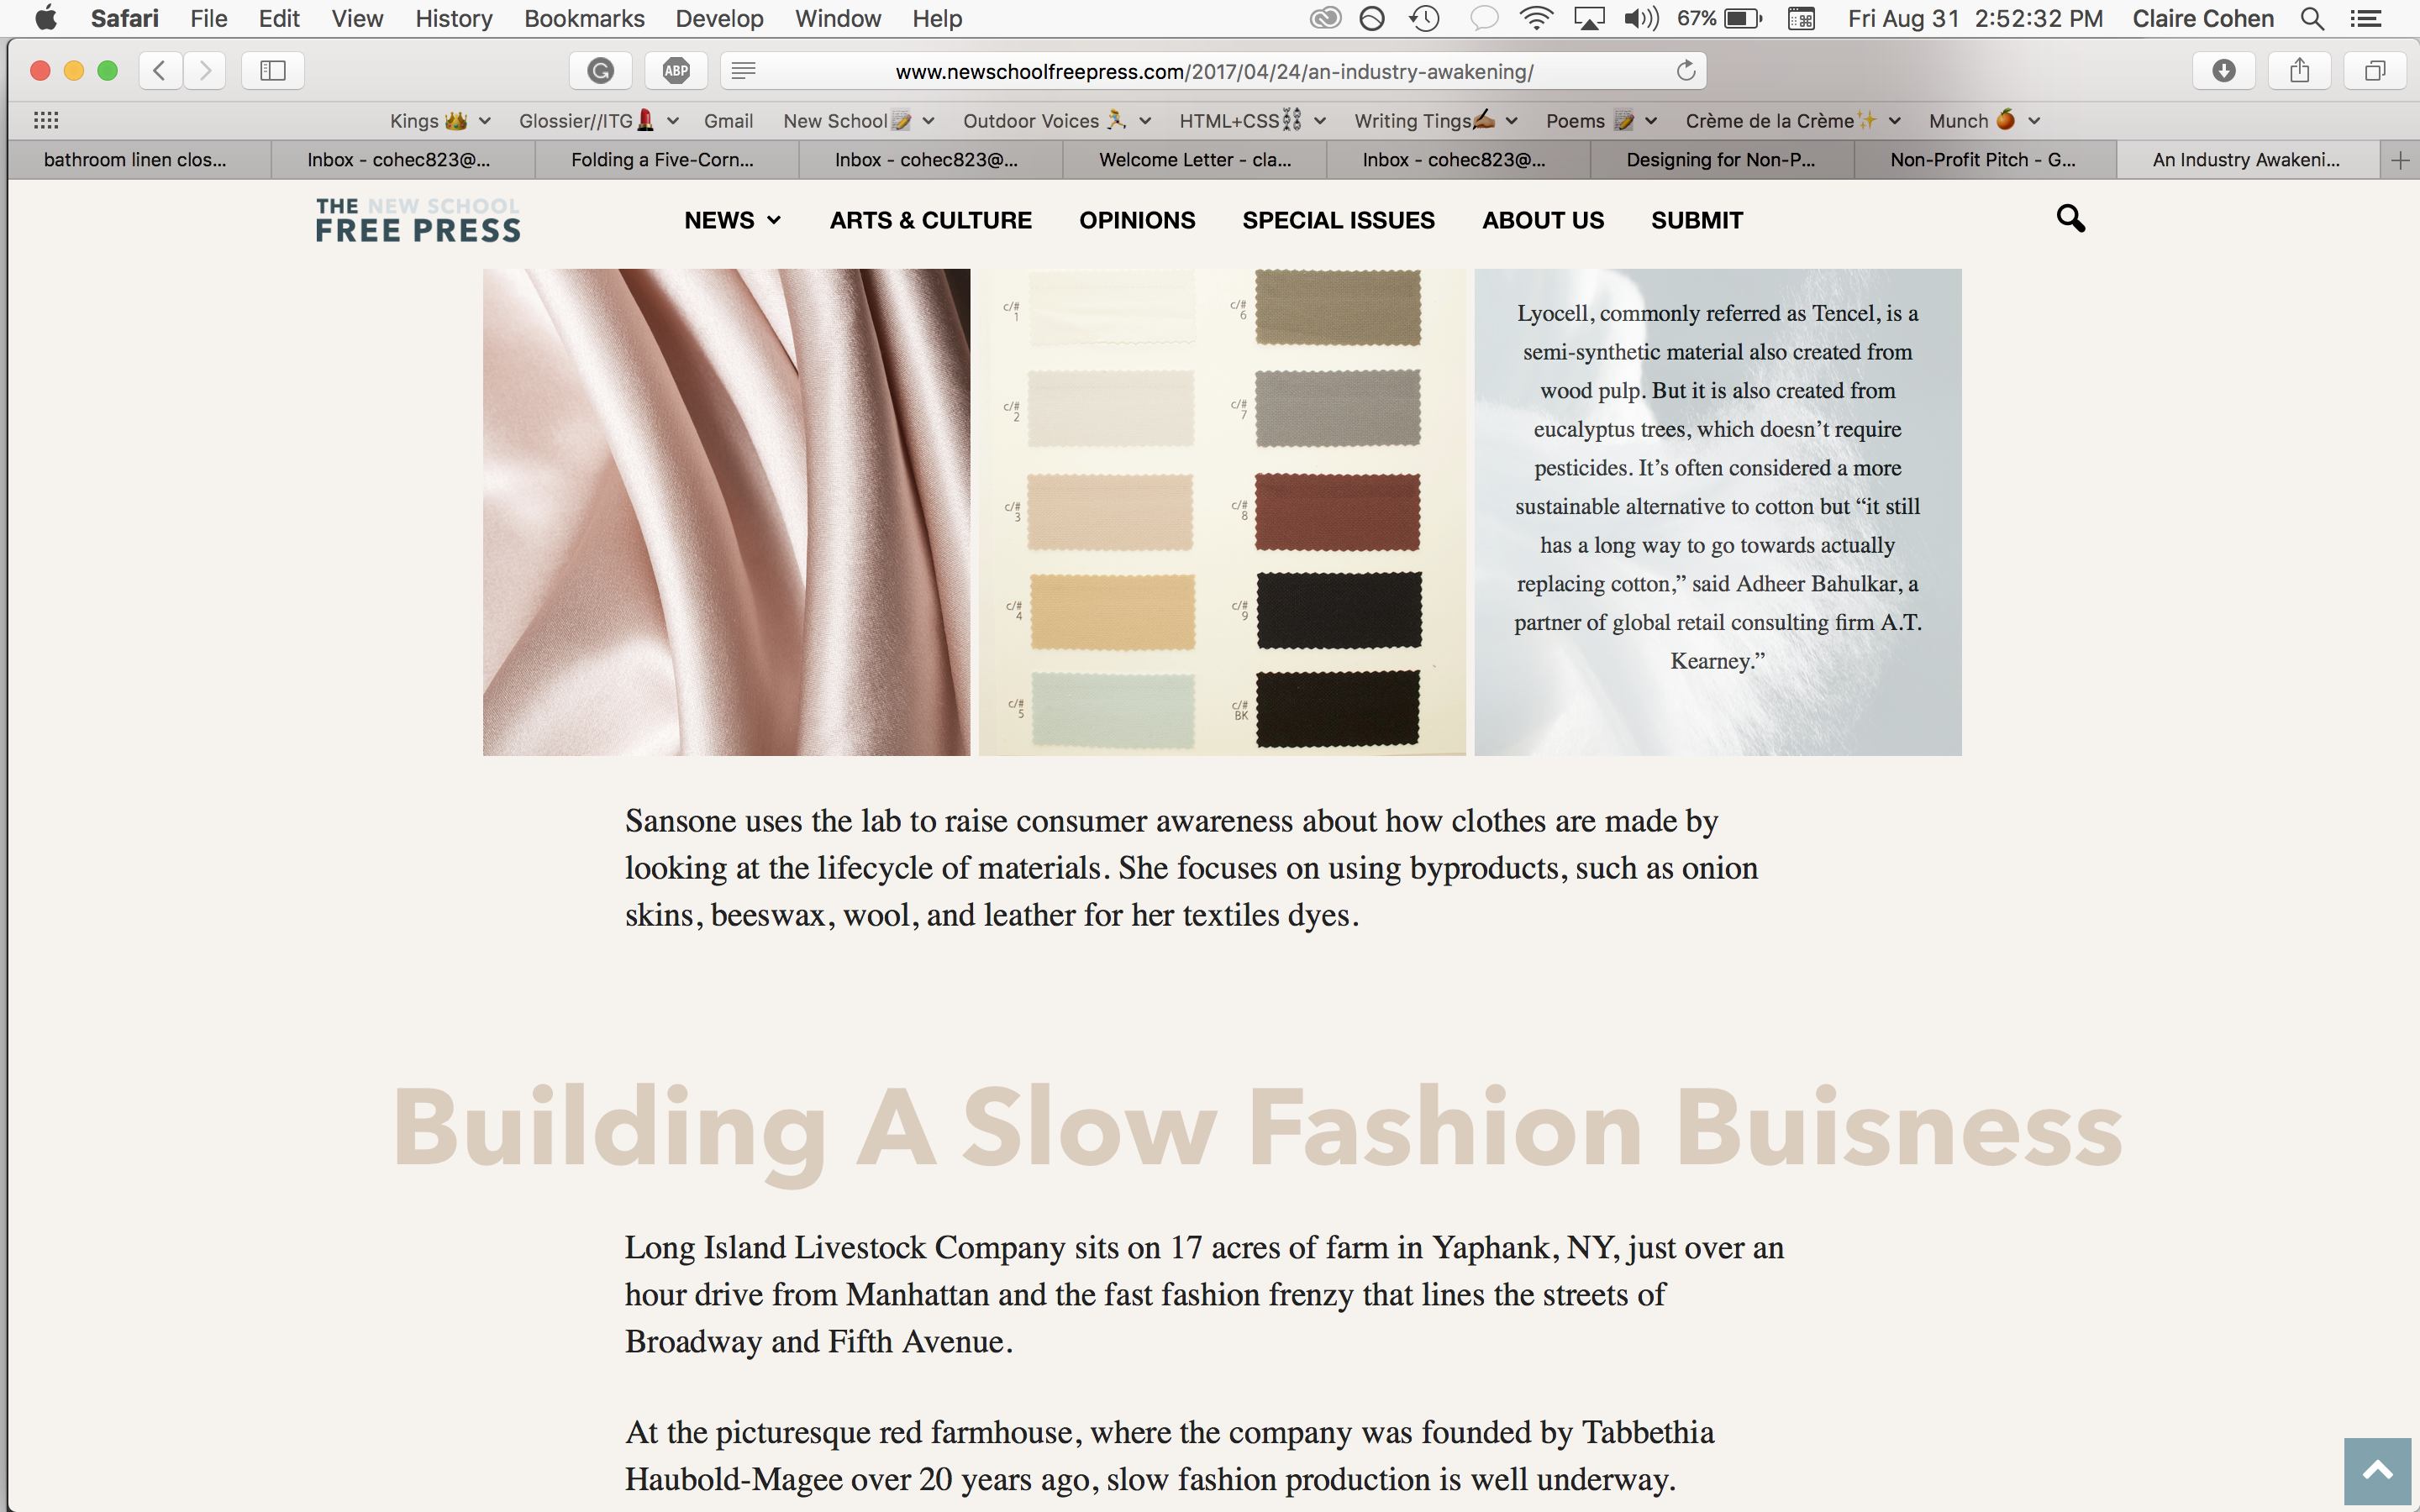 Safari File Edit View History Bookmarks Develop Window Help 67% Fri Aug 31 2:52:32 PM Claire Cohen
ABP www.newschoolfreepress.com/2017/04/24/an-industry-awakening/
Kings Glossier//ITG Gmail New School Outdoor Voices HTML+CSS Writing Tings Poems Crème de la Crème Munch
bathroom linen clos... Inbox - cohec823@... Folding a Five-Corn... Inbox - cohec823@... Welcome Letter - cla... Inbox - cohec823@... Designing for Non-P... Non-Profit Pitch - G... An Industry Awakeni...
THE NEW SCHOOL
FREE PRESS
NEWS ARTS & CULTURE OPINIONS SPECIAL ISSUES ABOUT US SUBMIT
c/# 1
c/# 2
c/# 3
c/# 4
c/# 5
c/# 6
c/# 7
c/# 8
c/# 9
c/# BK
Lyocell, commonly referred as Tencel, is a
semi-synthetic material also created from
wood pulp. But it is also created from
eucalyptus trees, which doesn’t require
pesticides. It’s often considered a more
sustainable alternative to cotton but “it still
has a long way to go towards actually
replacing cotton,” said Adheer Bahulkar, a
partner of global retail consulting firm A.T.
Kearney.”
Sansone uses the lab to raise consumer awareness about how clothes are made by
looking at the lifecycle of materials. She focuses on using byproducts, such as onion
skins, beeswax, wool, and leather for her textiles dyes.
Building A Slow Fashion Buisness
Long Island Livestock Company sits on 17 acres of farm in Yaphank, NY, just over an
hour drive from Manhattan and the fast fashion frenzy that lines the streets of
Broadway and Fifth Avenue.
At the picturesque red farmhouse, where the company was founded by Tabbethia
Haubold-Magee over 20 years ago, slow fashion production is well underway.